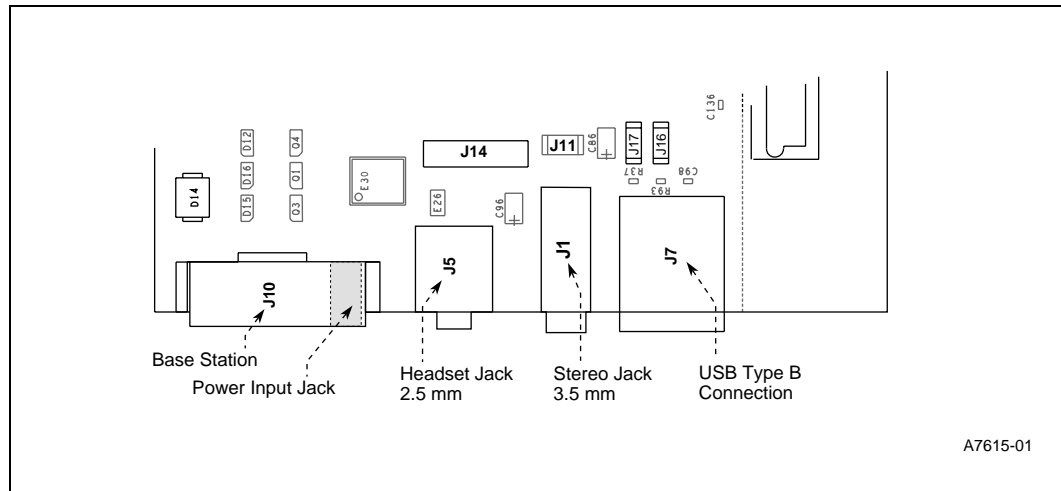 C136
D12
Q4
J14
J11
C86
J17
J16
D16
Q1
E30
R37
C98
D14
D15
Q3
E26
C96
R93
J10
J5
J1
J7
Base Station
Power Input Jack
Headset Jack
2.5 mm
Stereo Jack
3.5 mm
USB Type B
Connection
A7615-01